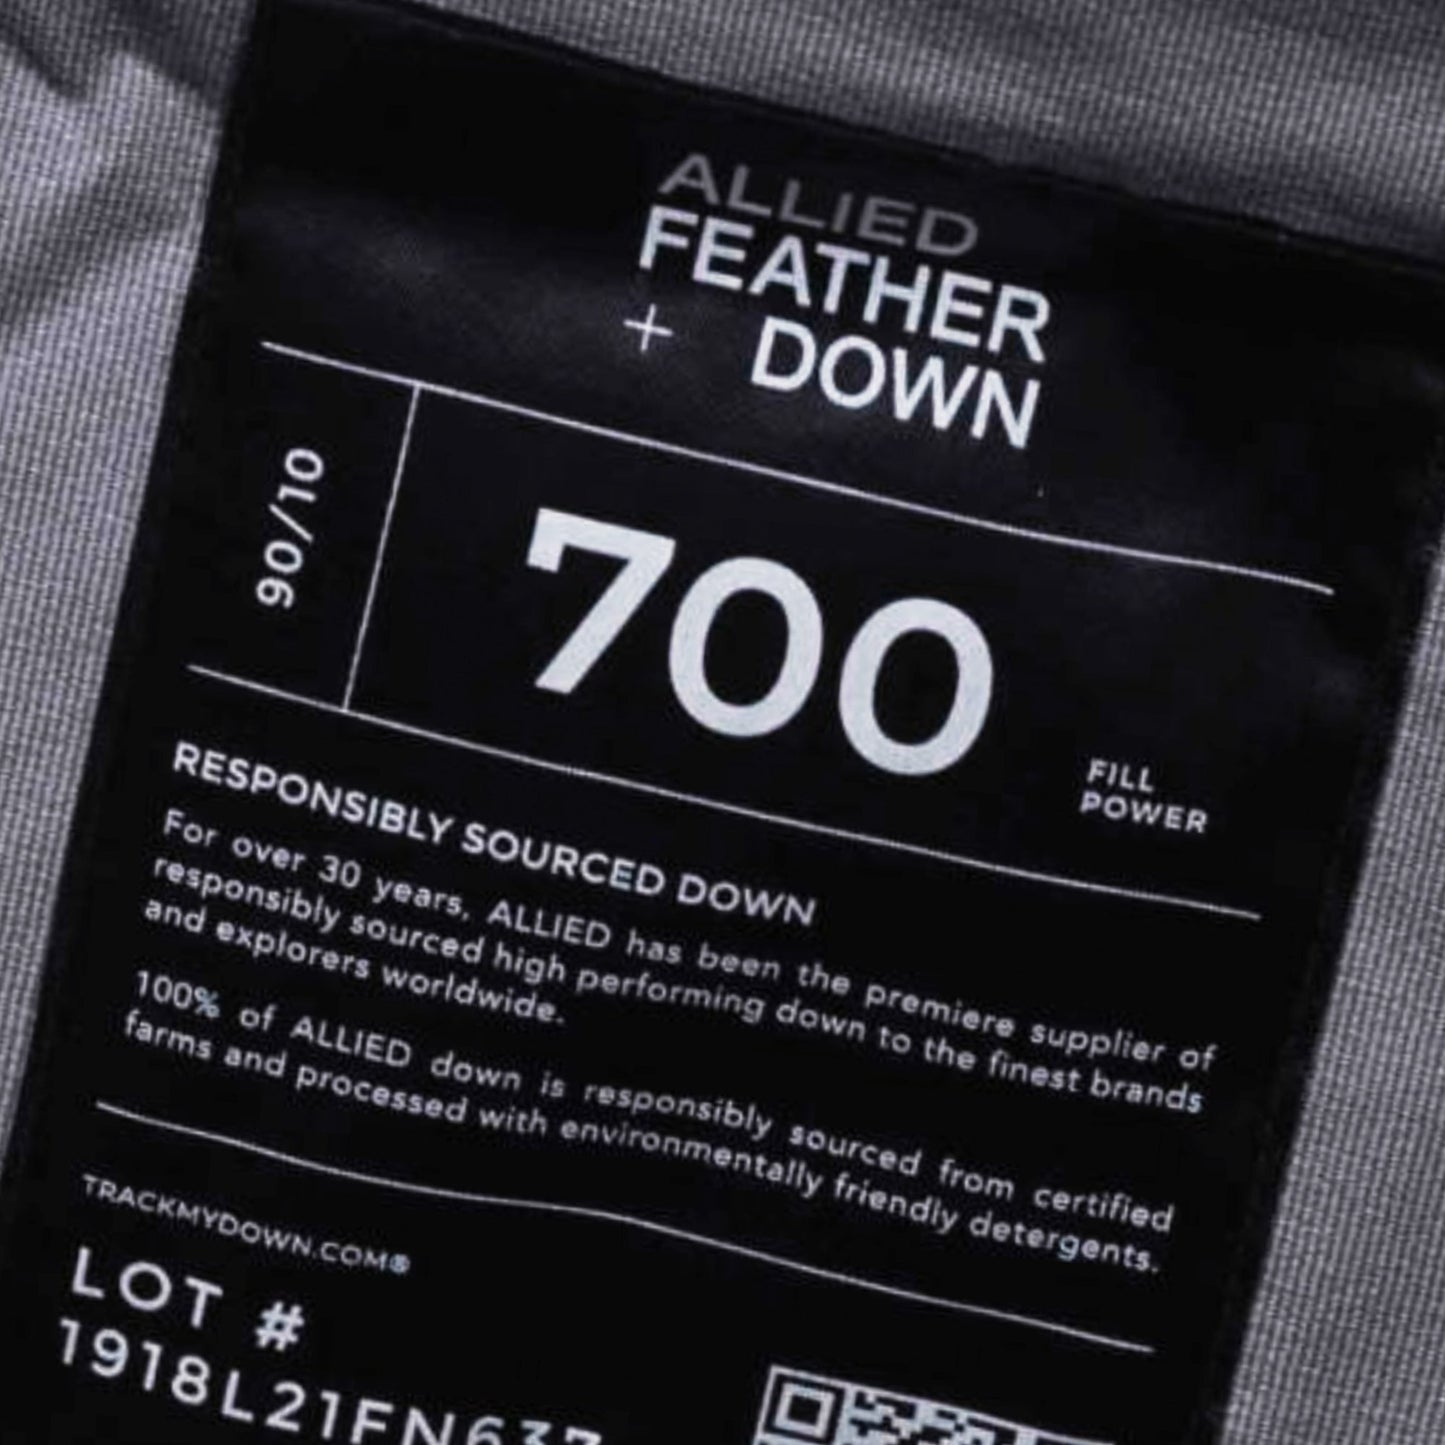 ALLIED
FEATHER
+ DOWN
90/10
700
FILL
POWER
RESPONSIBLY SOURCED DOWN
For over 30 years, ALLIED has been the premiere supplier of
responsibly sourced high performing down to the finest brands
and explorers worldwide.
100% of ALLIED down is responsibly sourced from certified
farms and processed with environmentally friendly detergents.
TRACKMYDOWN.COM®
LOT #
1918L21FN637